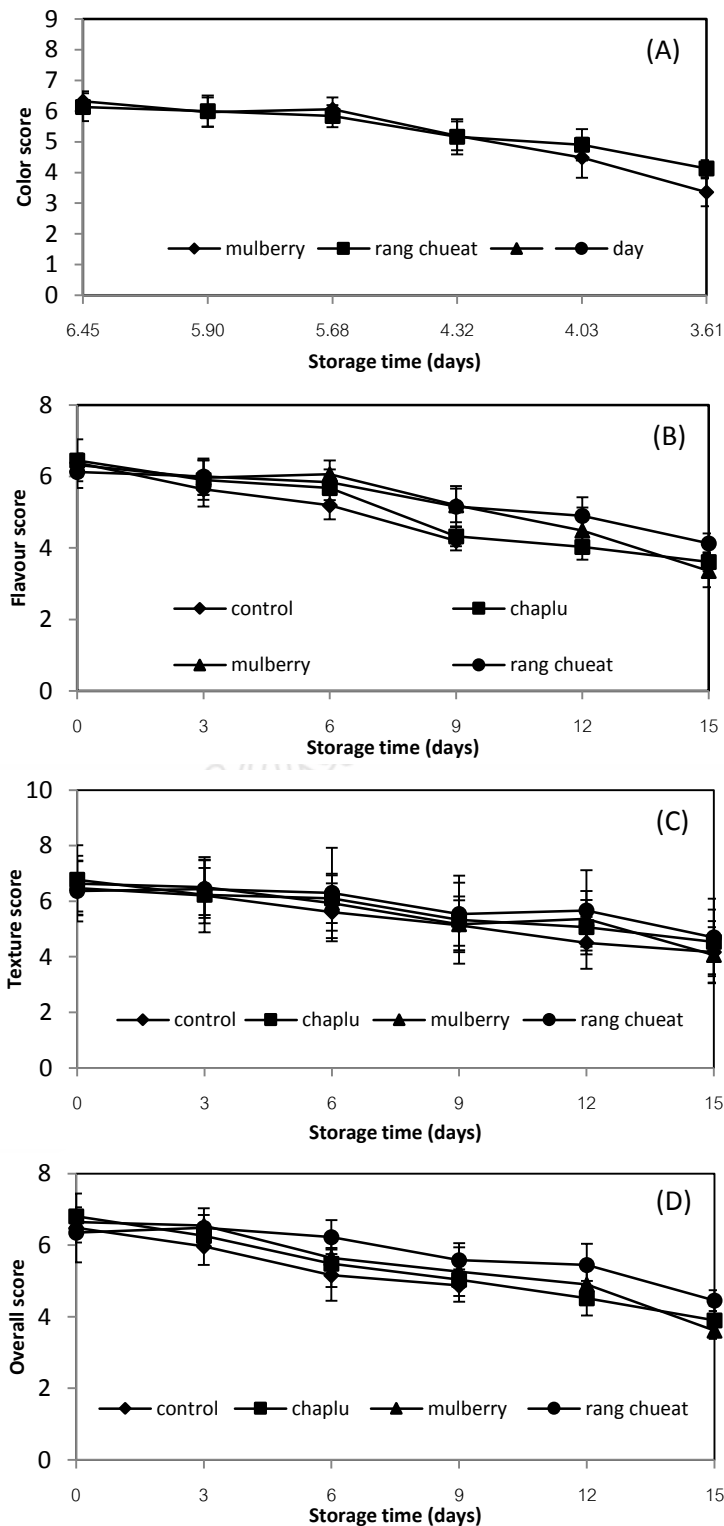 (A)
Color score
9
8
7
6
5
4
3
2
1
0
mulberry rang chueat day
6.45 5.90 5.68 4.32 4.03 3.61
Storage time (days)
(B)
Flavour score
8
6
4
2
0
control chaplu
mulberry rang chueat
0 3 6 9 12 15
Storage time (days)
(C)
Texture score
10
8
6
4
2
0
control chaplu mulberry rang chueat
0 3 6 9 12 15
Storage time (days)
(D)
Overall score
8
6
4
2
0
control chaplu mulberry rang chueat
0 3 6 9 12 15
Storage time (days)